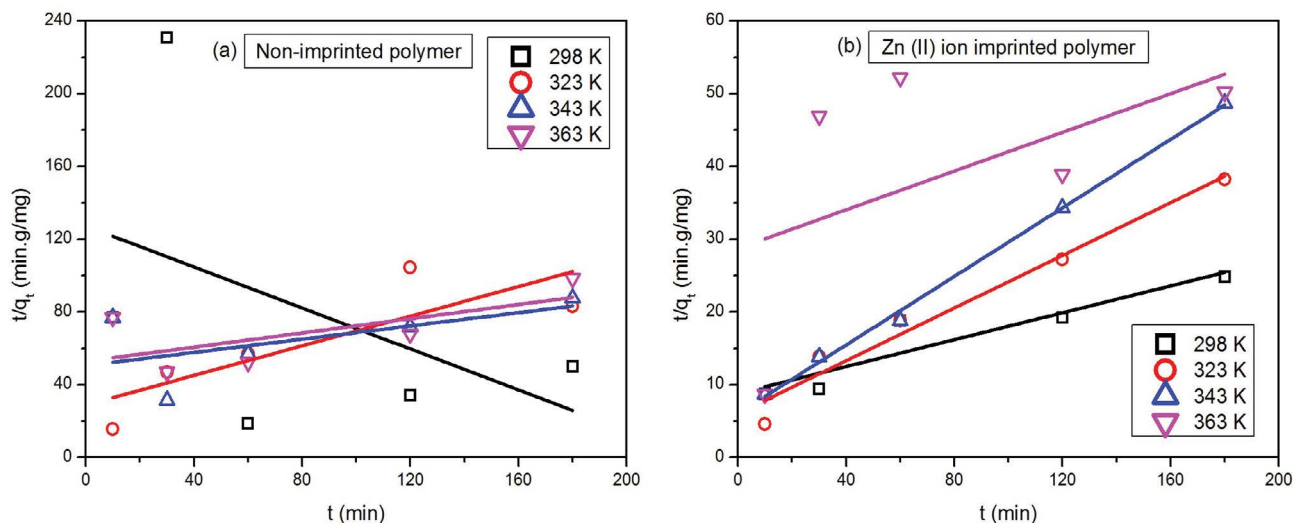 (a) Non-imprinted polymer
298 K
323 K
343 K
363 K
240
200
160
120
80
40
0
t/qt (min.g/mg)
0 40 80 120 160 200
t (min)
(b) Zn (II) ion imprinted polymer
298 K
323 K
343 K
363 K
60
50
40
30
20
10
0
t/qt (min.g/mg)
0 40 80 120 160 200
t (min)